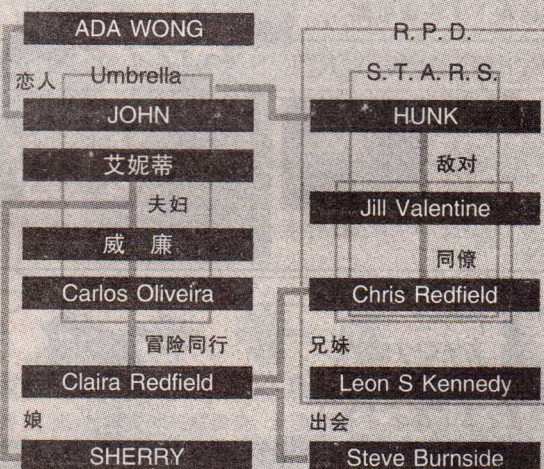 ADA WONG
恋人
Umbrella
JOHN
艾妮蒂
夫妇
威 廉
Carlos Oliveira
冒险同行
Claira Redfield
娘
SHERRY
R. P. D.
S. T. A. R. S.
HUNK
敌对
Jill Valentine
同僚
Chris Redfield
兄妹
Leon S Kennedy
出会
Steve Burnside